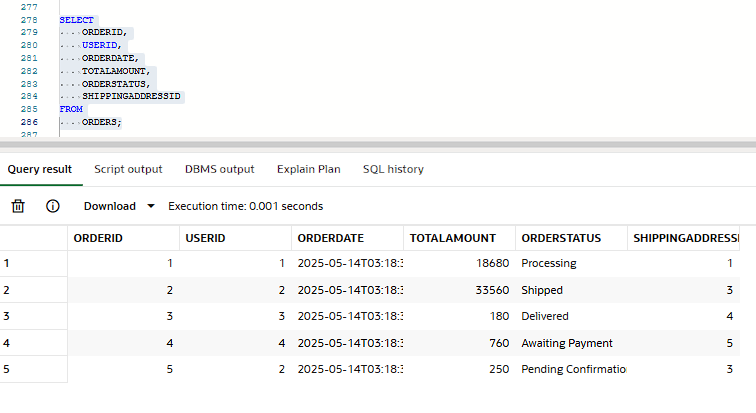 277
278 SELECT
279 ....ORDERID,
280 ....USERID,
281 ....ORDERDATE,
282 ....TOTALAMOUNT,
283 ....ORDERSTATUS,
284 ....SHIPPINGADDRESSID
285 FROM
286 ....ORDERS;
287
Query result Script output DBMS output Explain Plan SQL history
Download Execution time: 0.001 seconds
ORDERID USERID ORDERDATE TOTALAMOUNT ORDERSTATUS SHIPPINGADDRESSI
1 1 1 2025-05-14T03:18:3 18680 Processing 1
2 2 2 2025-05-14T03:18:3 33560 Shipped 3
3 3 3 2025-05-14T03:18:3 180 Delivered 4
4 4 4 2025-05-14T03:18:3 760 Awaiting Payment 5
5 5 2 2025-05-14T03:18:3 250 Pending Confirmatio 3